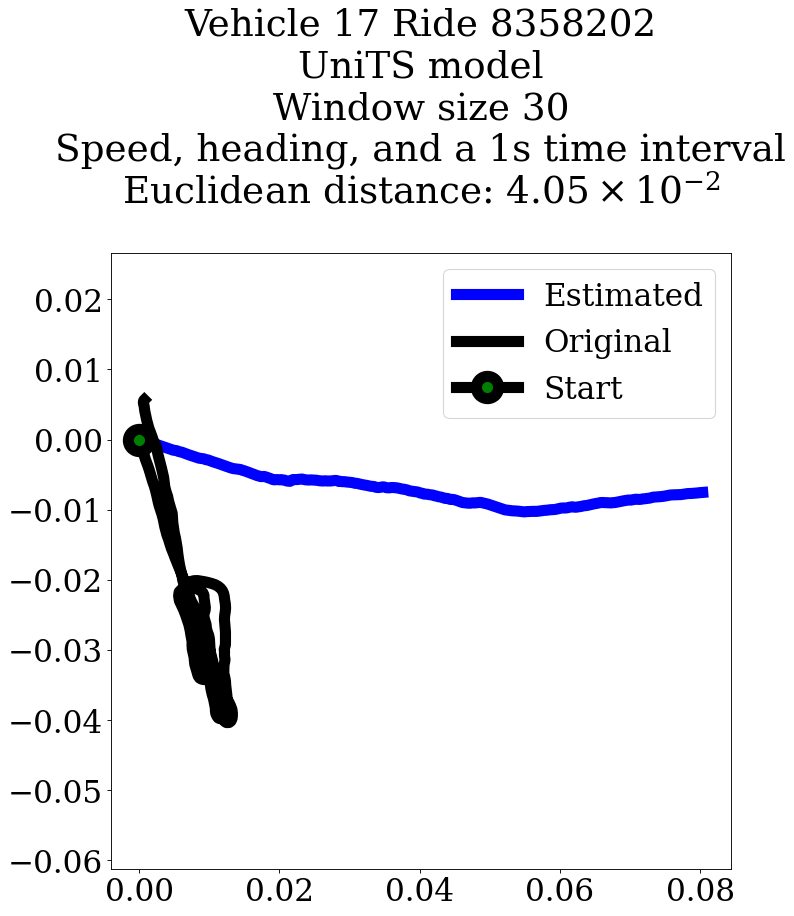 Vehicle 17 Ride 8358202
UniTS model
Window size 30
Speed, heading, and a 1s time interval
Euclidean distance: 4.05 × 10⁻²
Estimated
Original
Start
0.02
0.01
0.00
−0.01
−0.02
−0.03
−0.04
−0.05
−0.06
0.00 0.02 0.04 0.06 0.08